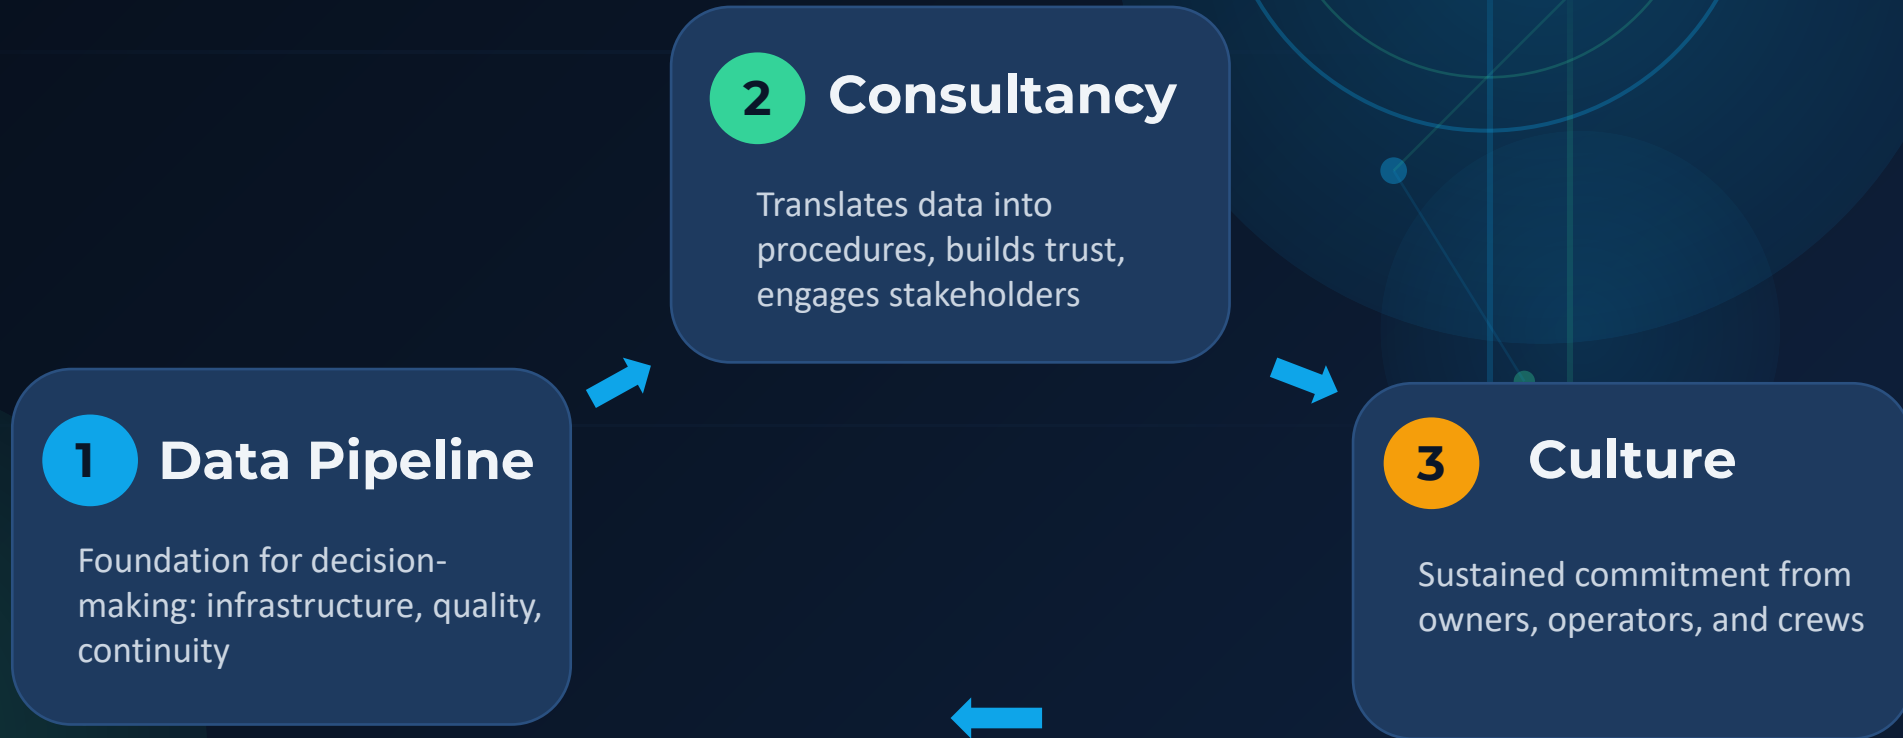 2 Consultancy
Translates data into
procedures, builds trust,
engages stakeholders
1 Data Pipeline
Foundation for decision-
making: infrastructure, quality,
continuity
3 Culture
Sustained commitment from
owners, operators, and crews